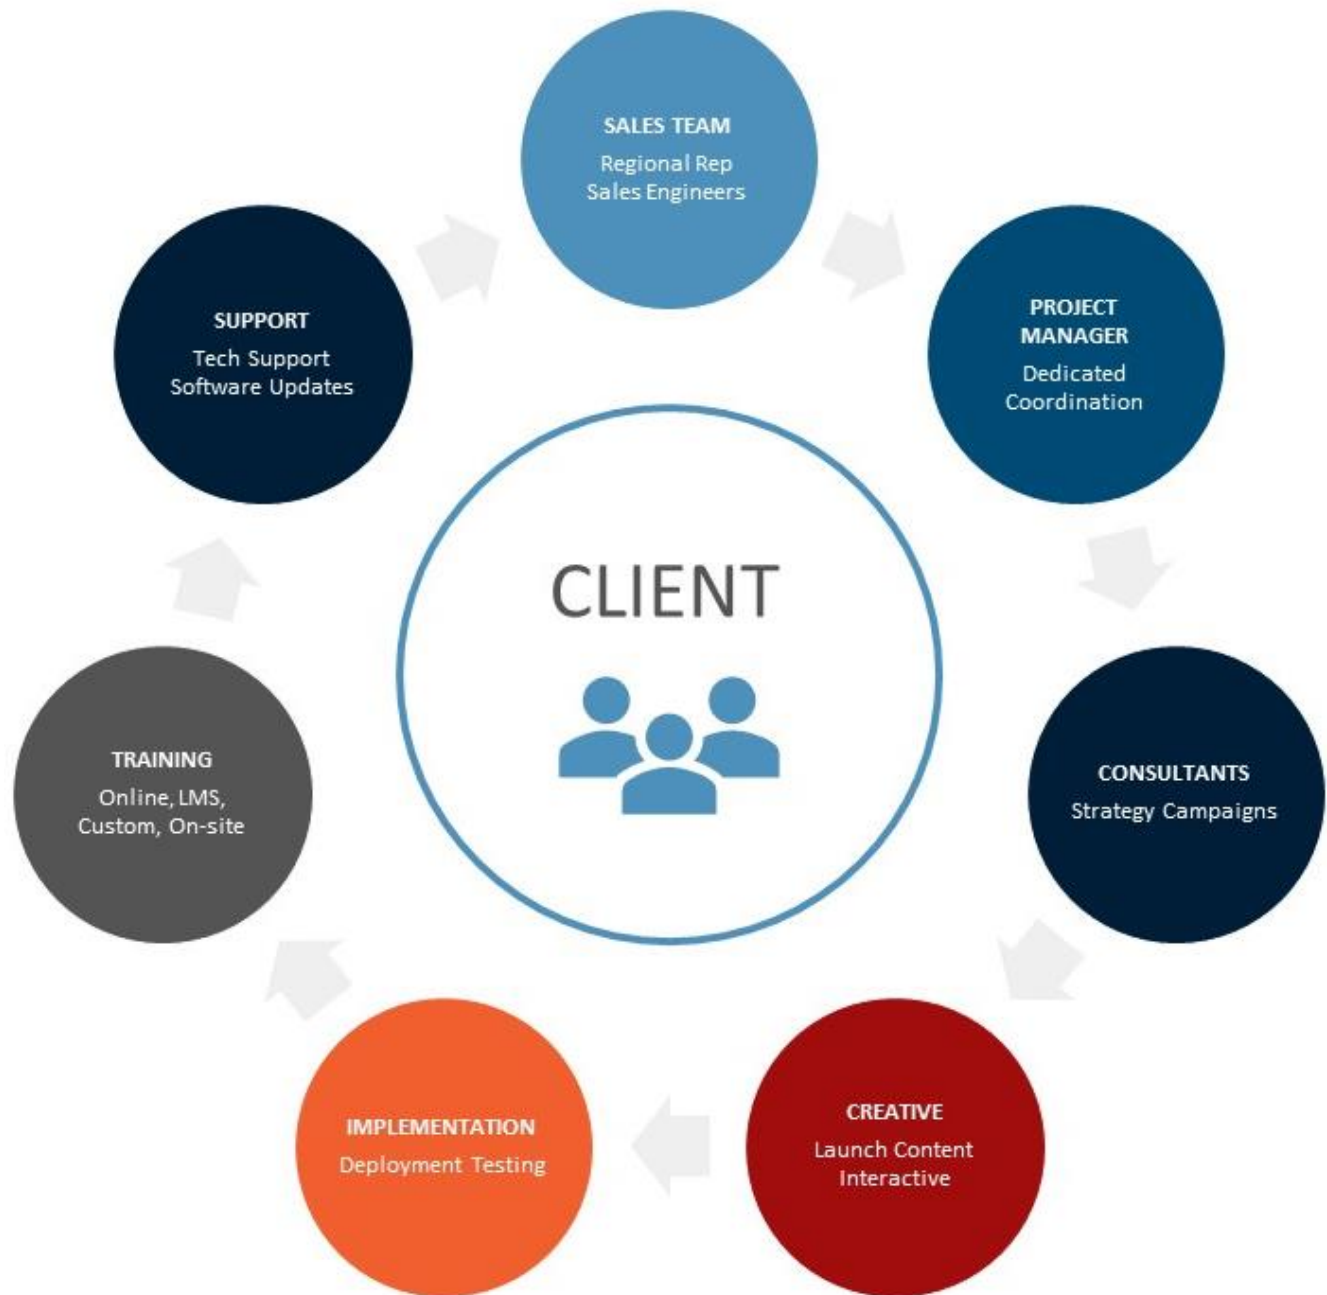 SALES TEAM
Regional Rep
Sales Engineers
PROJECT
MANAGER
Dedicated
Coordination
CONSULTANTS
Strategy Campaigns
CREATIVE
Launch Content
Interactive
IMPLEMENTATION
Deployment Testing
TRAINING
Online, LMS,
Custom, On-site
SUPPORT
Tech Support
Software Updates
CLIENT